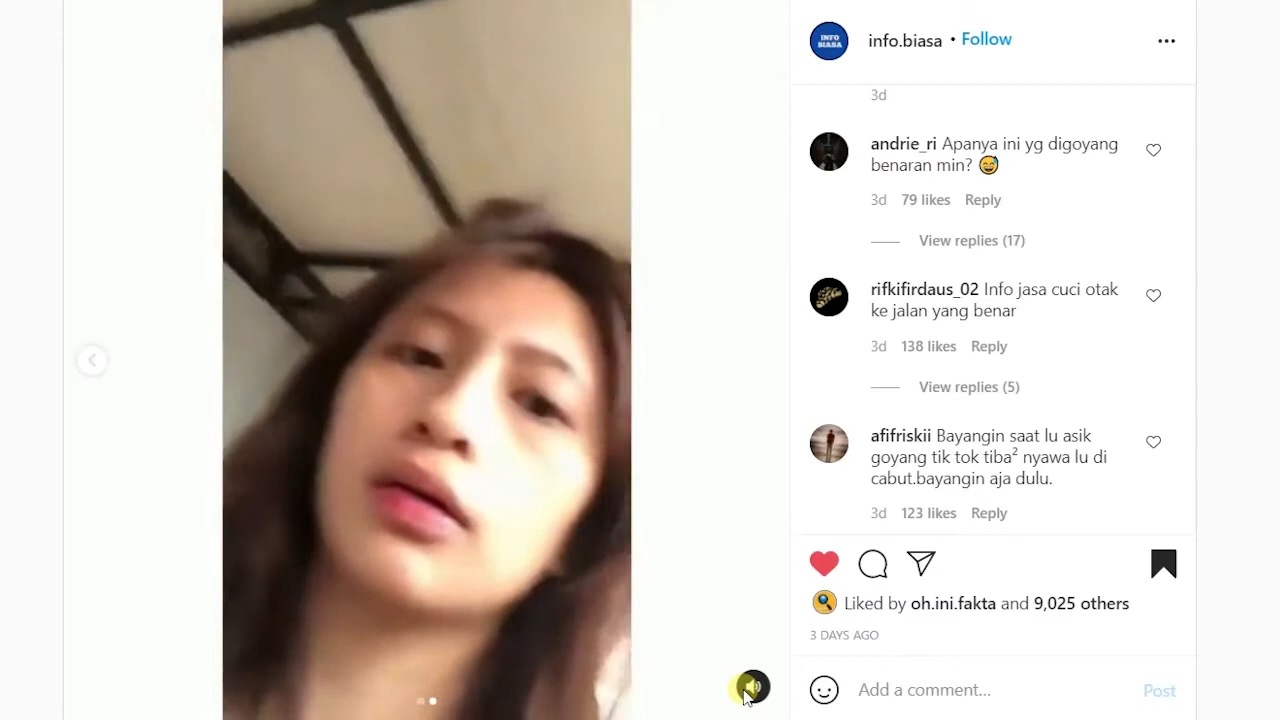 INFO
BIASA
info.biasa • Follow
3d
andrie_ri Apanya ini yg digoyang
benaran min? 😅
3d 79 likes Reply
View replies (17)
rifkifirdaus_02 Info jasa cuci otak
ke jalan yang benar
3d 138 likes Reply
View replies (5)
afifriskii Bayangin saat lu asik
goyang tik tok tiba² nyawa lu di
cabut.bayangin aja dulu.
3d 123 likes Reply
Liked by oh.ini.fakta and 9,025 others
3 DAYS AGO
Add a comment... Post